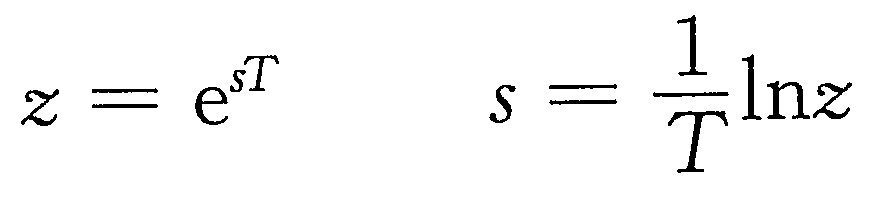 z = e^{sT}    s = \frac{1}{T} \ln z